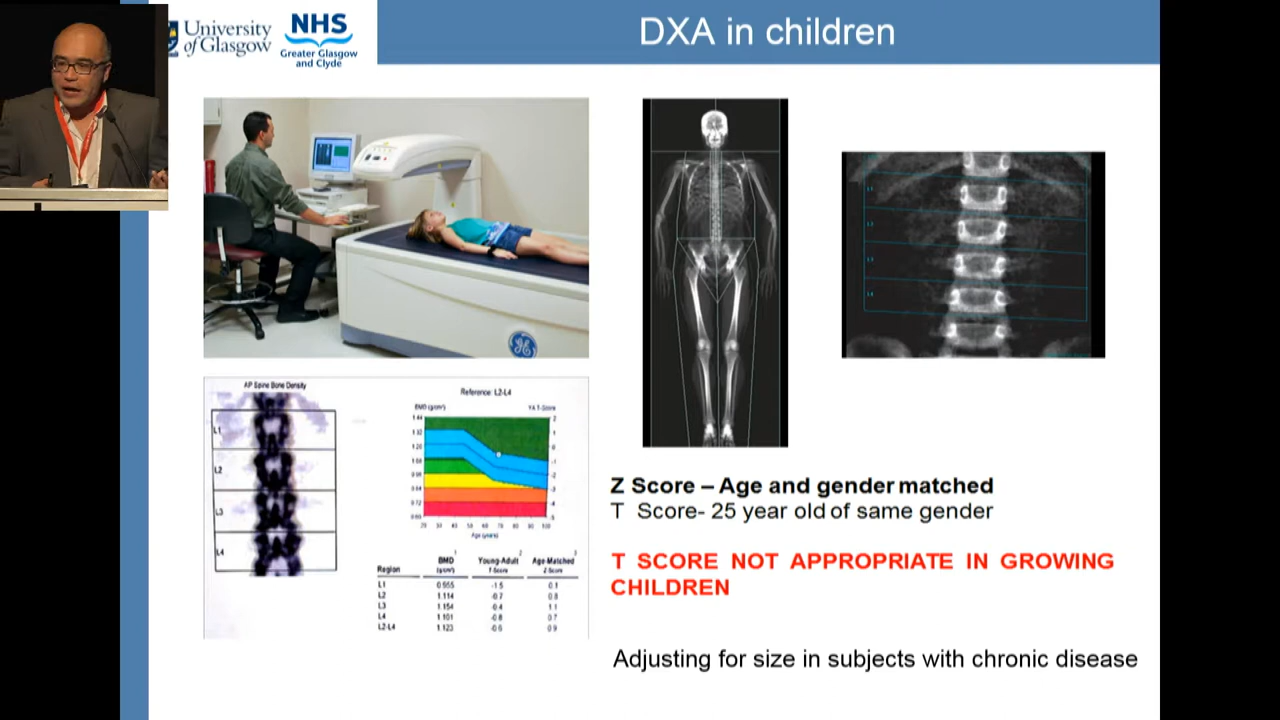 University
of Glasgow
NHS
Greater Glasgow
and Clyde
DXA in children
L1
L2
L3
L4
AP Spine Bone Density
L1
L2
L3
L4
Reference: L2-L4
BMD (g/cm²)
YA T-Score
Age (years)
BMD
Young-Adult
Age-Matched
Region
(g/cm²)
T-Score
Z-Score
L1 0.955 -1.5 0.1
L2 1.114 -0.7 0.8
L3 1.154 -0.4 1.1
L4 1.101 -0.8 0.7
L2-L4 1.123 -0.6 0.9
Z Score – Age and gender matched
T Score- 25 year old of same gender
T SCORE NOT APPROPRIATE IN GROWING
CHILDREN
Adjusting for size in subjects with chronic disease